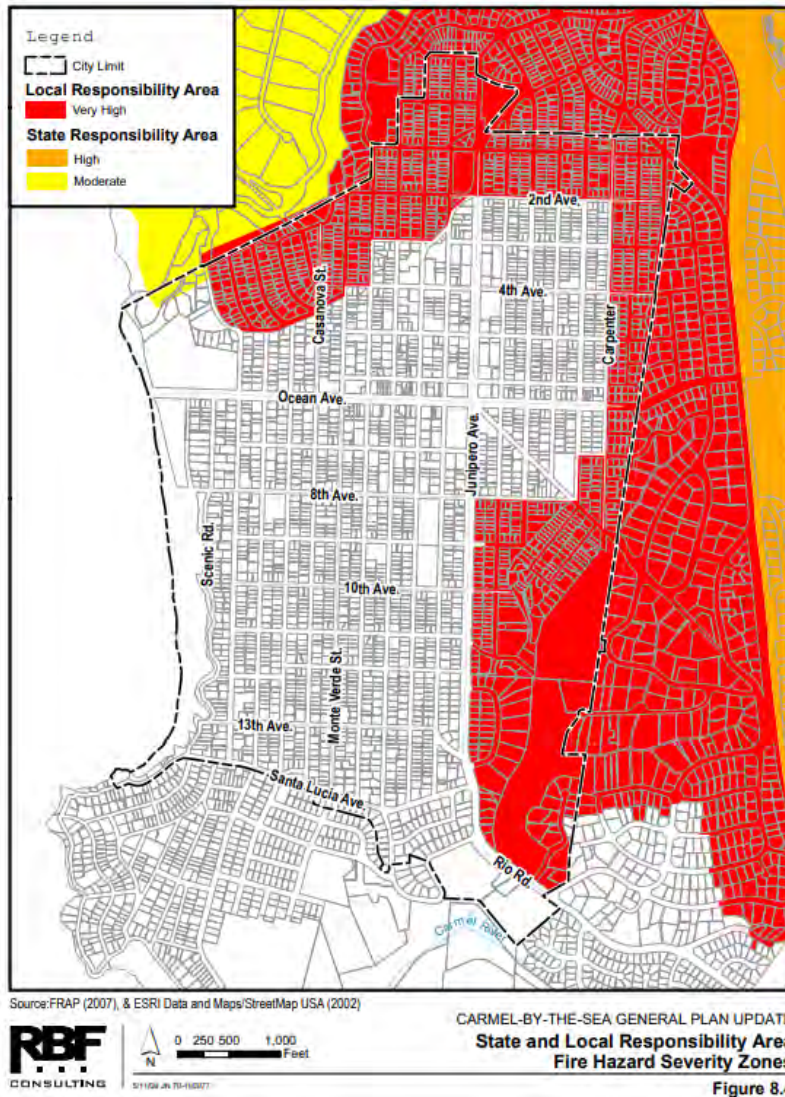 Legend
City Limit
Local Responsibility Area
Very High
State Responsibility Area
High
Moderate
2nd Ave.
4th Ave.
Casanova St.
Carpenter
Ocean Ave.
Junipero Ave.
8th Ave.
Scenic Rd.
10th Ave.
Monte Verde St.
13th Ave.
Santa Lucia Ave.
Rio Rd.
Carmel River
Source:FRAP (2007), & ESRI Data and Maps/StreetMap USA (2002)
CARMEL-BY-THE-SEA GENERAL PLAN UPDAT
State and Local Responsibility Area
Fire Hazard Severity Zone
Figure 8.
RBF
CONSULTING
N
0 250 500 1,000
Feet